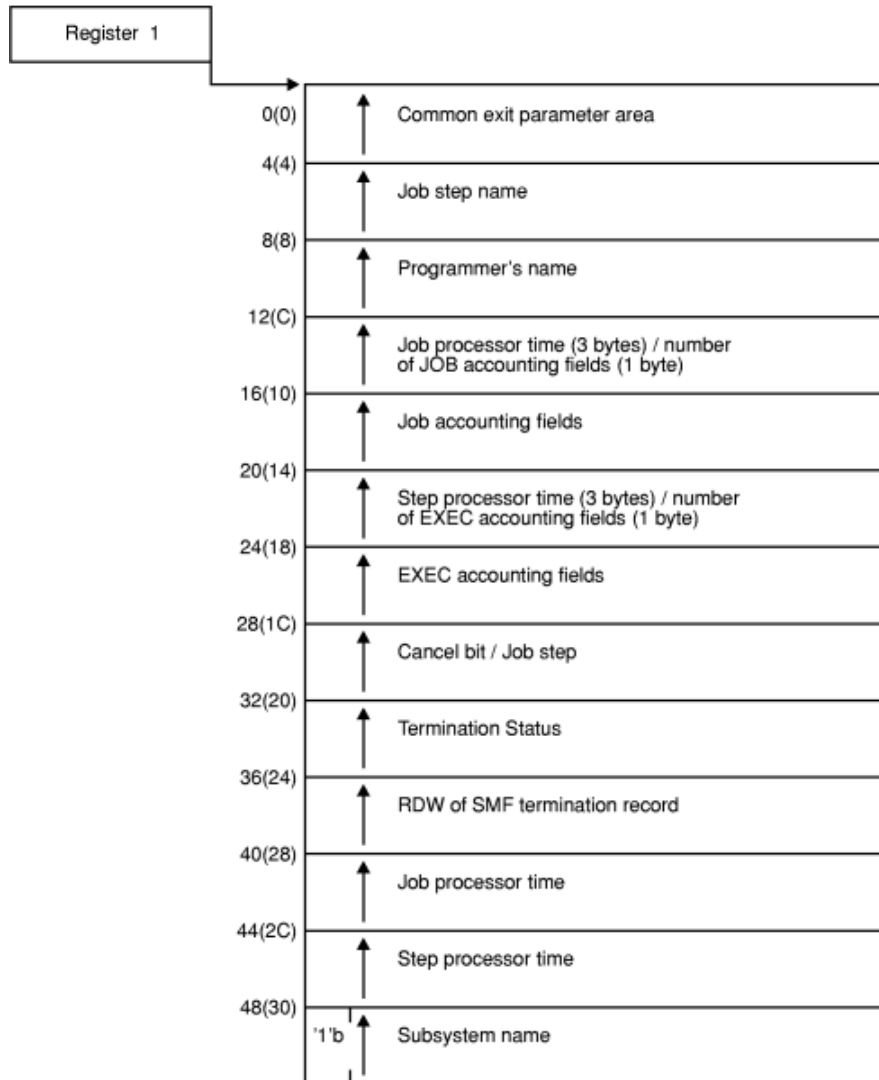 Register 1
0(0)
Common exit parameter area
4(4)
Job step name
8(8)
Programmer's name
12(C)
Job processor time (3 bytes) / number
of JOB accounting fields (1 byte)
16(10)
Job accounting fields
20(14)
Step processor time (3 bytes) / number
of EXEC accounting fields (1 byte)
24(18)
EXEC accounting fields
28(1C)
Cancel bit / Job step
32(20)
Termination Status
36(24)
RDW of SMF termination record
40(28)
Job processor time
44(2C)
Step processor time
48(30)
'1'b
Subsystem name